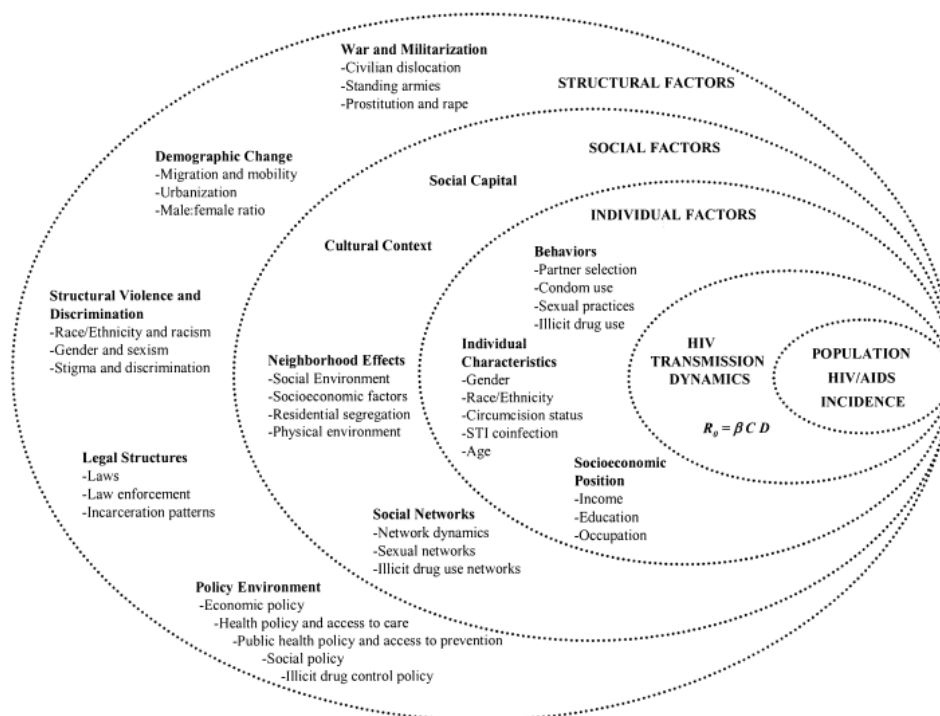 War and Militarization
-Civilian dislocation
-Standing armies
-Prostitution and rape
STRUCTURAL FACTORS
Demographic Change
-Migration and mobility
-Urbanization
-Male:female ratio
SOCIAL FACTORS
Social Capital
Cultural Context
INDIVIDUAL FACTORS
Behaviors
-Partner selection
-Condom use
-Sexual practices
-Illicit drug use
Structural Violence and
Discrimination
-Race/Ethnicity and racism
-Gender and sexism
-Stigma and discrimination
Neighborhood Effects
-Social Environment
-Socioeconomic factors
-Residential segregation
-Physical environment
Individual
Characteristics
-Gender
-Race/Ethnicity
-Circumcision status
-STI coinfection
-Age
HIV
TRANSMISSION
DYNAMICS
R₀ = β C D
POPULATION
HIV/AIDS
INCIDENCE
Legal Structures
-Laws
-Law enforcement
-Incarceration patterns
Socioeconomic
Position
-Income
-Education
-Occupation
Social Networks
-Network dynamics
-Sexual networks
-Illicit drug use networks
Policy Environment
-Economic policy
-Health policy and access to care
-Public health policy and access to prevention
-Social policy
-Illicit drug control policy